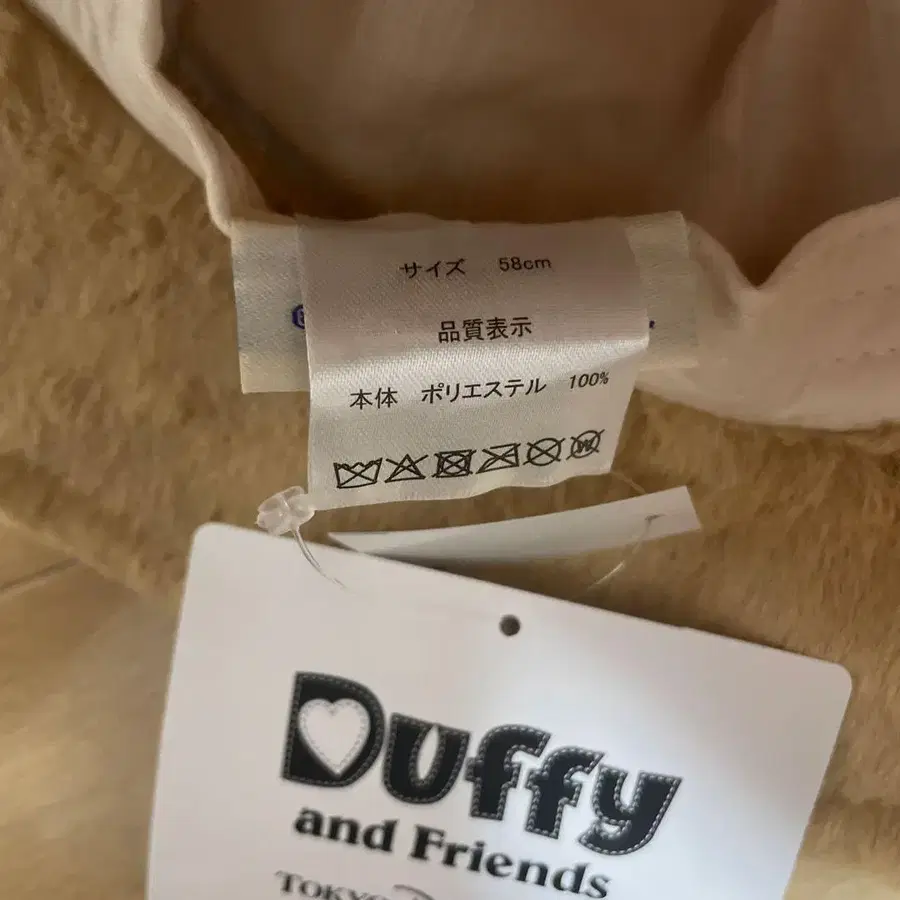 サイズ 58cm
品質表示
本体 ポリエステル 100%
Duffy
and Friends
TOKYO